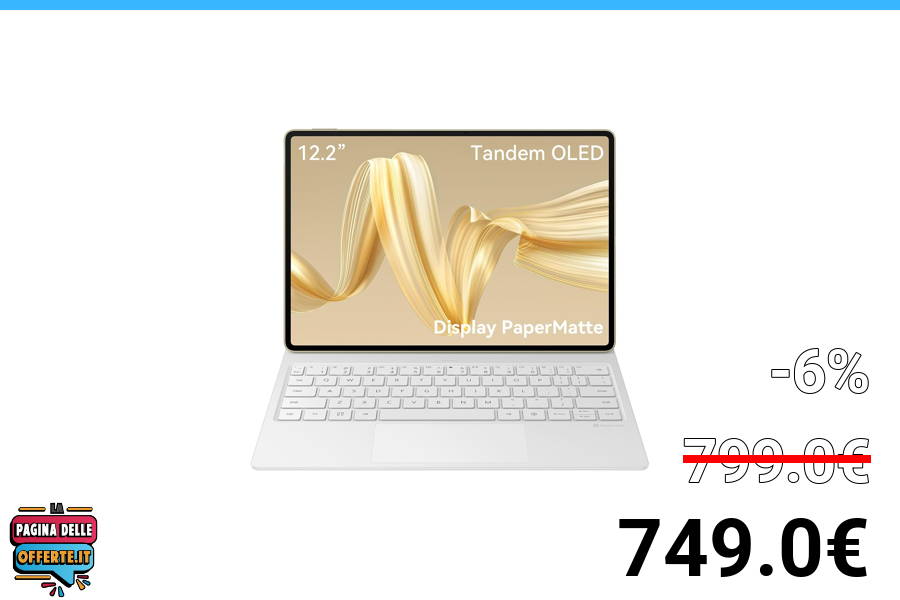 12.2” Tandem OLED
Display PaperMatte
-6%
799.0€
749.0€
LA
PAGINA DELLE
OFFERTE.IT